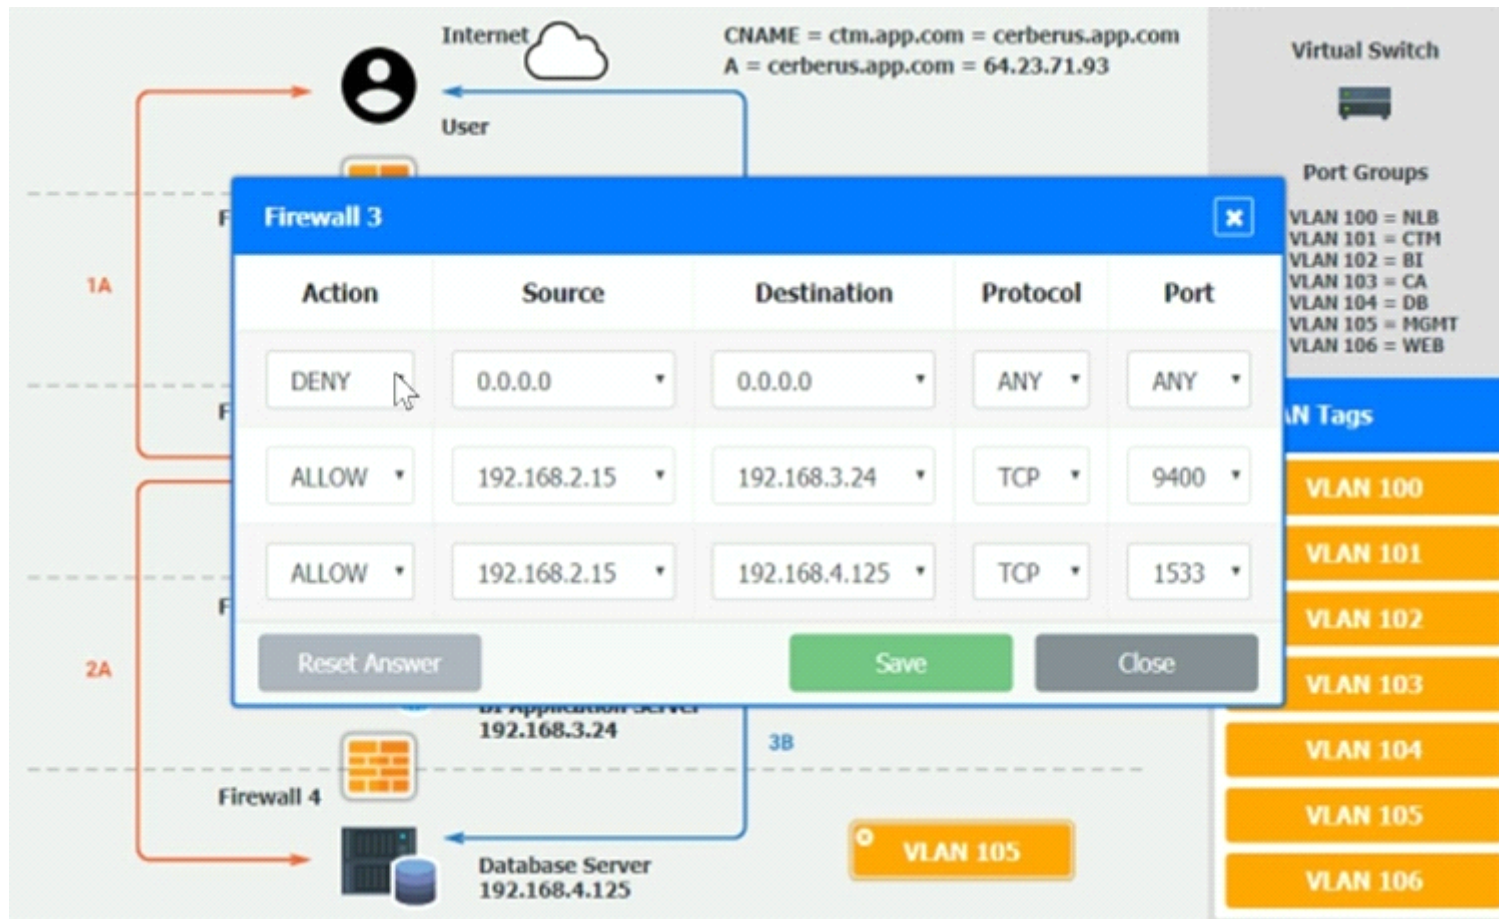 Internet
CNAME = ctm.app.com = cerberus.app.com
A = cerberus.app.com = 64.23.71.93
User
Virtual Switch
Port Groups
VLAN 100 = NLB
VLAN 101 = CTM
VLAN 102 = BI
VLAN 103 = CA
VLAN 104 = DB
VLAN 105 = MGMT
VLAN 106 = WEB
F
1A
F
F
2A
Firewall 3
Action Source Destination Protocol Port
DENY 0.0.0.0 0.0.0.0 ANY ANY
ALLOW 192.168.2.15 192.168.3.24 TCP 9400
ALLOW 192.168.2.15 192.168.4.125 TCP 1533
Reset Answer Save Close
AN Tags
VLAN 100
VLAN 101
VLAN 102
VLAN 103
VLAN 104
VLAN 105
VLAN 106
BI Application Server
192.168.3.24
3B
Firewall 4
Database Server
192.168.4.125
VLAN 105